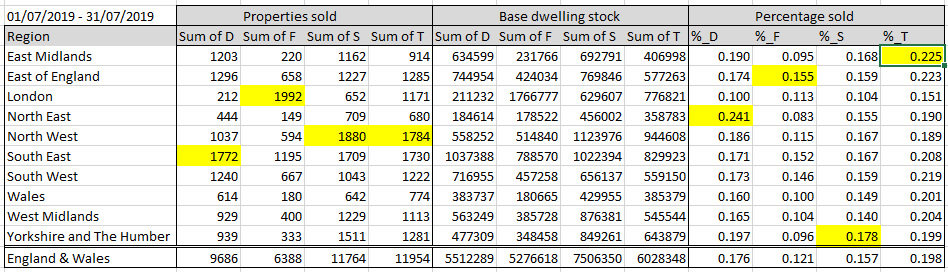 01/07/2019 - 31/07/2019 Properties sold Base dwelling stock Percentage sold
Region Sum of D Sum of F Sum of S Sum of T Sum of D Sum of F Sum of S Sum of T %_D %_F %_S %_T
East Midlands 1203 220 1162 914 634599 231766 692791 406998 0.190 0.095 0.168 0.225
East of England 1296 658 1227 1285 744954 424034 769846 577263 0.174 0.155 0.159 0.223
London 212 1992 652 1171 211232 1766777 629607 776821 0.100 0.113 0.104 0.151
North East 444 149 709 680 184614 178522 456002 358783 0.241 0.083 0.155 0.190
North West 1037 594 1880 1784 558252 514840 1123976 944608 0.186 0.115 0.167 0.189
South East 1772 1195 1709 1730 1037388 788570 1022394 829923 0.171 0.152 0.167 0.208
South West 1240 667 1043 1222 716955 457258 656137 559150 0.173 0.146 0.159 0.219
Wales 614 180 642 774 383737 180665 429955 385379 0.160 0.100 0.149 0.201
West Midlands 929 400 1229 1113 563249 385728 876381 545544 0.165 0.104 0.140 0.204
Yorkshire and The Humber 939 333 1511 1281 477309 348458 849261 643879 0.197 0.096 0.178 0.199
England & Wales 9686 6388 11764 11954 5512289 5276618 7506350 6028348 0.176 0.121 0.157 0.198